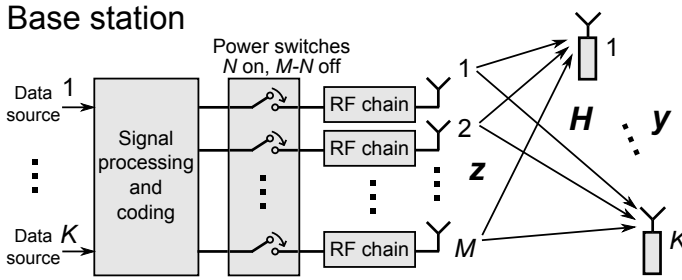 Base station
Power switches
N on, M-N off
Data
source
1
Data
source
K
Signal
processing
and
coding
RF chain
RF chain
RF chain
1
2
M
z
H
y
1
K